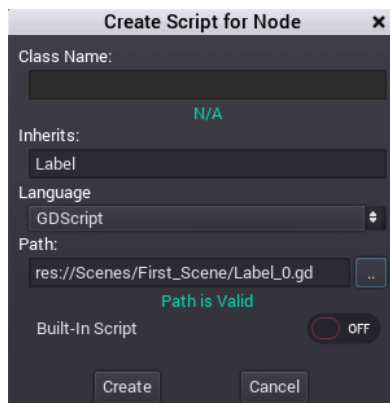 Create Script for Node
Class Name:
N/A
Inherits:
Label
Language
GDScript
Path:
res://Scenes/First_Scene/Label_0.gd ..
Path is Valid
Built-In Script OFF
Create Cancel